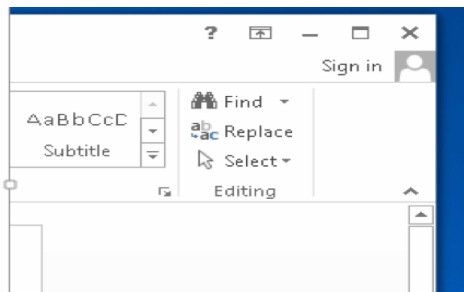 ?
Sign in
AaBbCcD
Subtitle
Find
Replace
Select
Editing